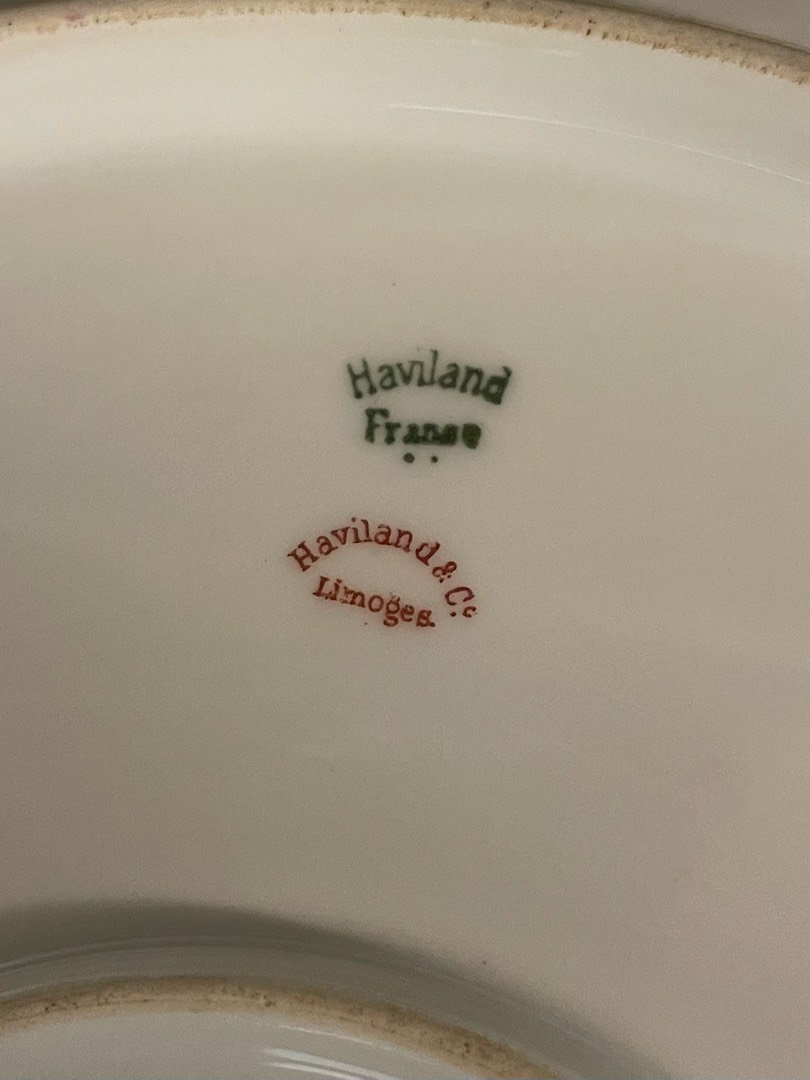 Haviland
France
Haviland & Co.
Limoges.